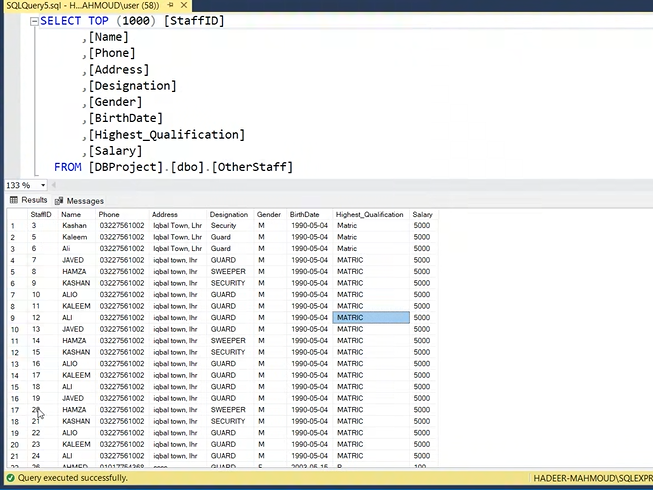 SQLQuery5.sql - H...AHMOUD\user (58))
SELECT TOP (1000) [StaffID]
,[Name]
,[Phone]
,[Address]
,[Designation]
,[Gender]
,[BirthDate]
,[Highest_Qualification]
,[Salary]
FROM [DBProject].[dbo].[OtherStaff]
133 %
Results Messages
StaffID Name Phone Address Designation Gender BirthDate Highest_Qualification Salary
1 3 Kashan 03227561002 Iqbal Town, Lhr Security M 1990-05-04 Matric 5000
2 5 Kaleem 03227561002 Iqbal Town, Lhr Guard M 1990-05-04 Matric 5000
3 6 Ali 03227561002 Iqbal Town, Lhr Guard M 1990-05-04 Matric 5000
4 7 JAVED 03227561002 iqbal town, lhr GUARD M 1990-05-04 MATRIC 5000
5 8 HAMZA 03227561002 iqbal town, lhr SWEEPER M 1990-05-04 MATRIC 5000
6 9 KASHAN 03227561002 iqbal town, lhr SECURITY M 1990-05-04 MATRIC 5000
7 10 ALIO 03227561002 iqbal town, lhr GUARD M 1990-05-04 MATRIC 5000
8 11 KALEEM 03227561002 iqbal town, lhr GUARD M 1990-05-04 MATRIC 5000
9 12 ALI 03227561002 iqbal town, lhr GUARD M 1990-05-04 MATRIC 5000
10 13 JAVED 03227561002 iqbal town, lhr GUARD M 1990-05-04 MATRIC 5000
11 14 HAMZA 03227561002 iqbal town, lhr SWEEPER M 1990-05-04 MATRIC 5000
12 15 KASHAN 03227561002 iqbal town, lhr SECURITY M 1990-05-04 MATRIC 5000
13 16 ALIO 03227561002 iqbal town, lhr GUARD M 1990-05-04 MATRIC 5000
14 17 KALEEM 03227561002 iqbal town, lhr GUARD M 1990-05-04 MATRIC 5000
15 18 ALI 03227561002 iqbal town, lhr GUARD M 1990-05-04 MATRIC 5000
16 19 JAVED 03227561002 iqbal town, lhr GUARD M 1990-05-04 MATRIC 5000
17 20 HAMZA 03227561002 iqbal town, lhr SWEEPER M 1990-05-04 MATRIC 5000
18 21 KASHAN 03227561002 iqbal town, lhr SECURITY M 1990-05-04 MATRIC 5000
19 22 ALIO 03227561002 iqbal town, lhr GUARD M 1990-05-04 MATRIC 5000
20 23 KALEEM 03227561002 iqbal town, lhr GUARD M 1990-05-04 MATRIC 5000
21 24 ALI 03227561002 iqbal town, lhr GUARD M 1990-05-04 MATRIC 5000
26 AHMED GUARD 2003-05-15 100
Query executed successfully. HADEER-MAHMOUD\SQLEXPR